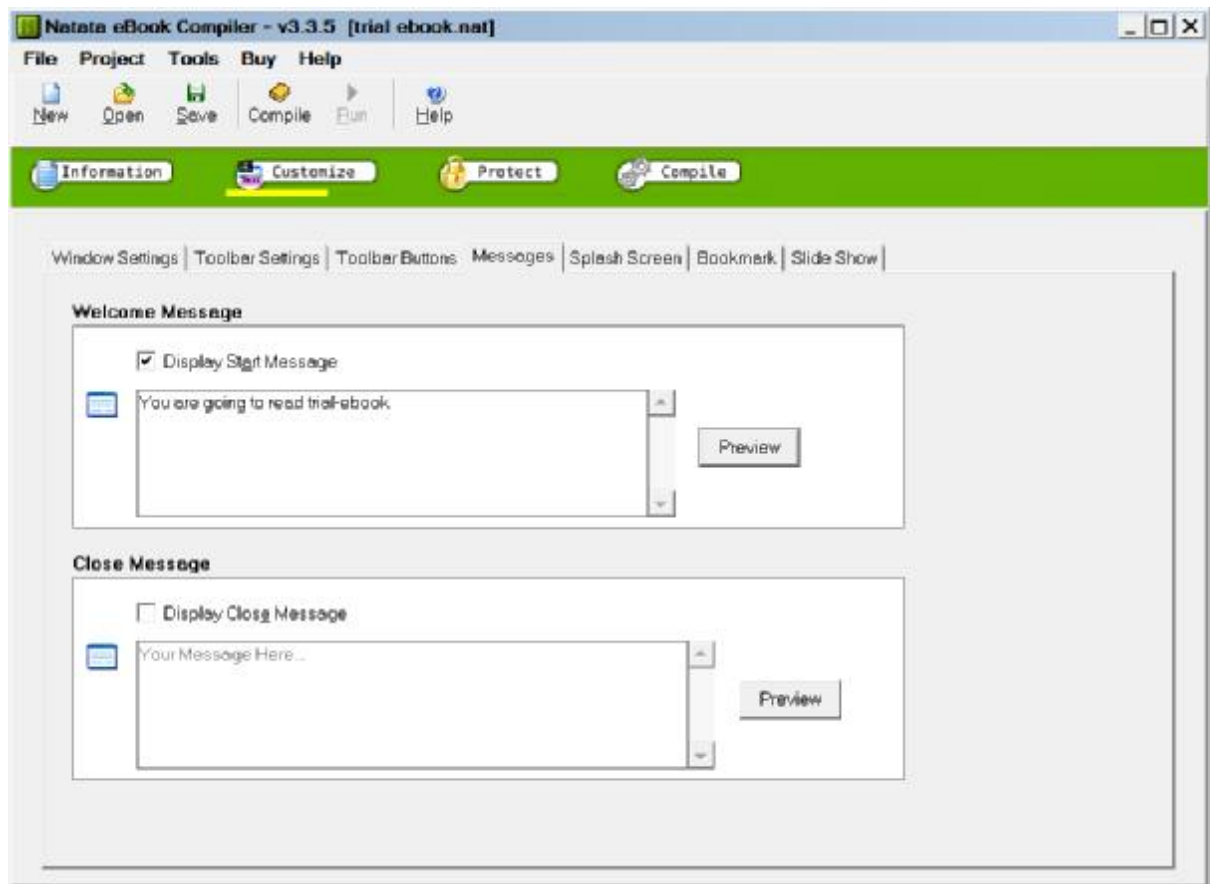 Natata eBook Compiler - v3.3.5 [trial ebook.nat]
File Project Tools Buy Help
New Open Save Compile Run Help
Information Customize Protect Compile
Window Settings Toolbar Settings Toolbar Buttons Messages Splash Screen Bookmark Slide Show
Welcome Message
Display Start Message
You are going to read trial-ebook.
Preview
Close Message
Display Close Message
Your Message Here...
Preview